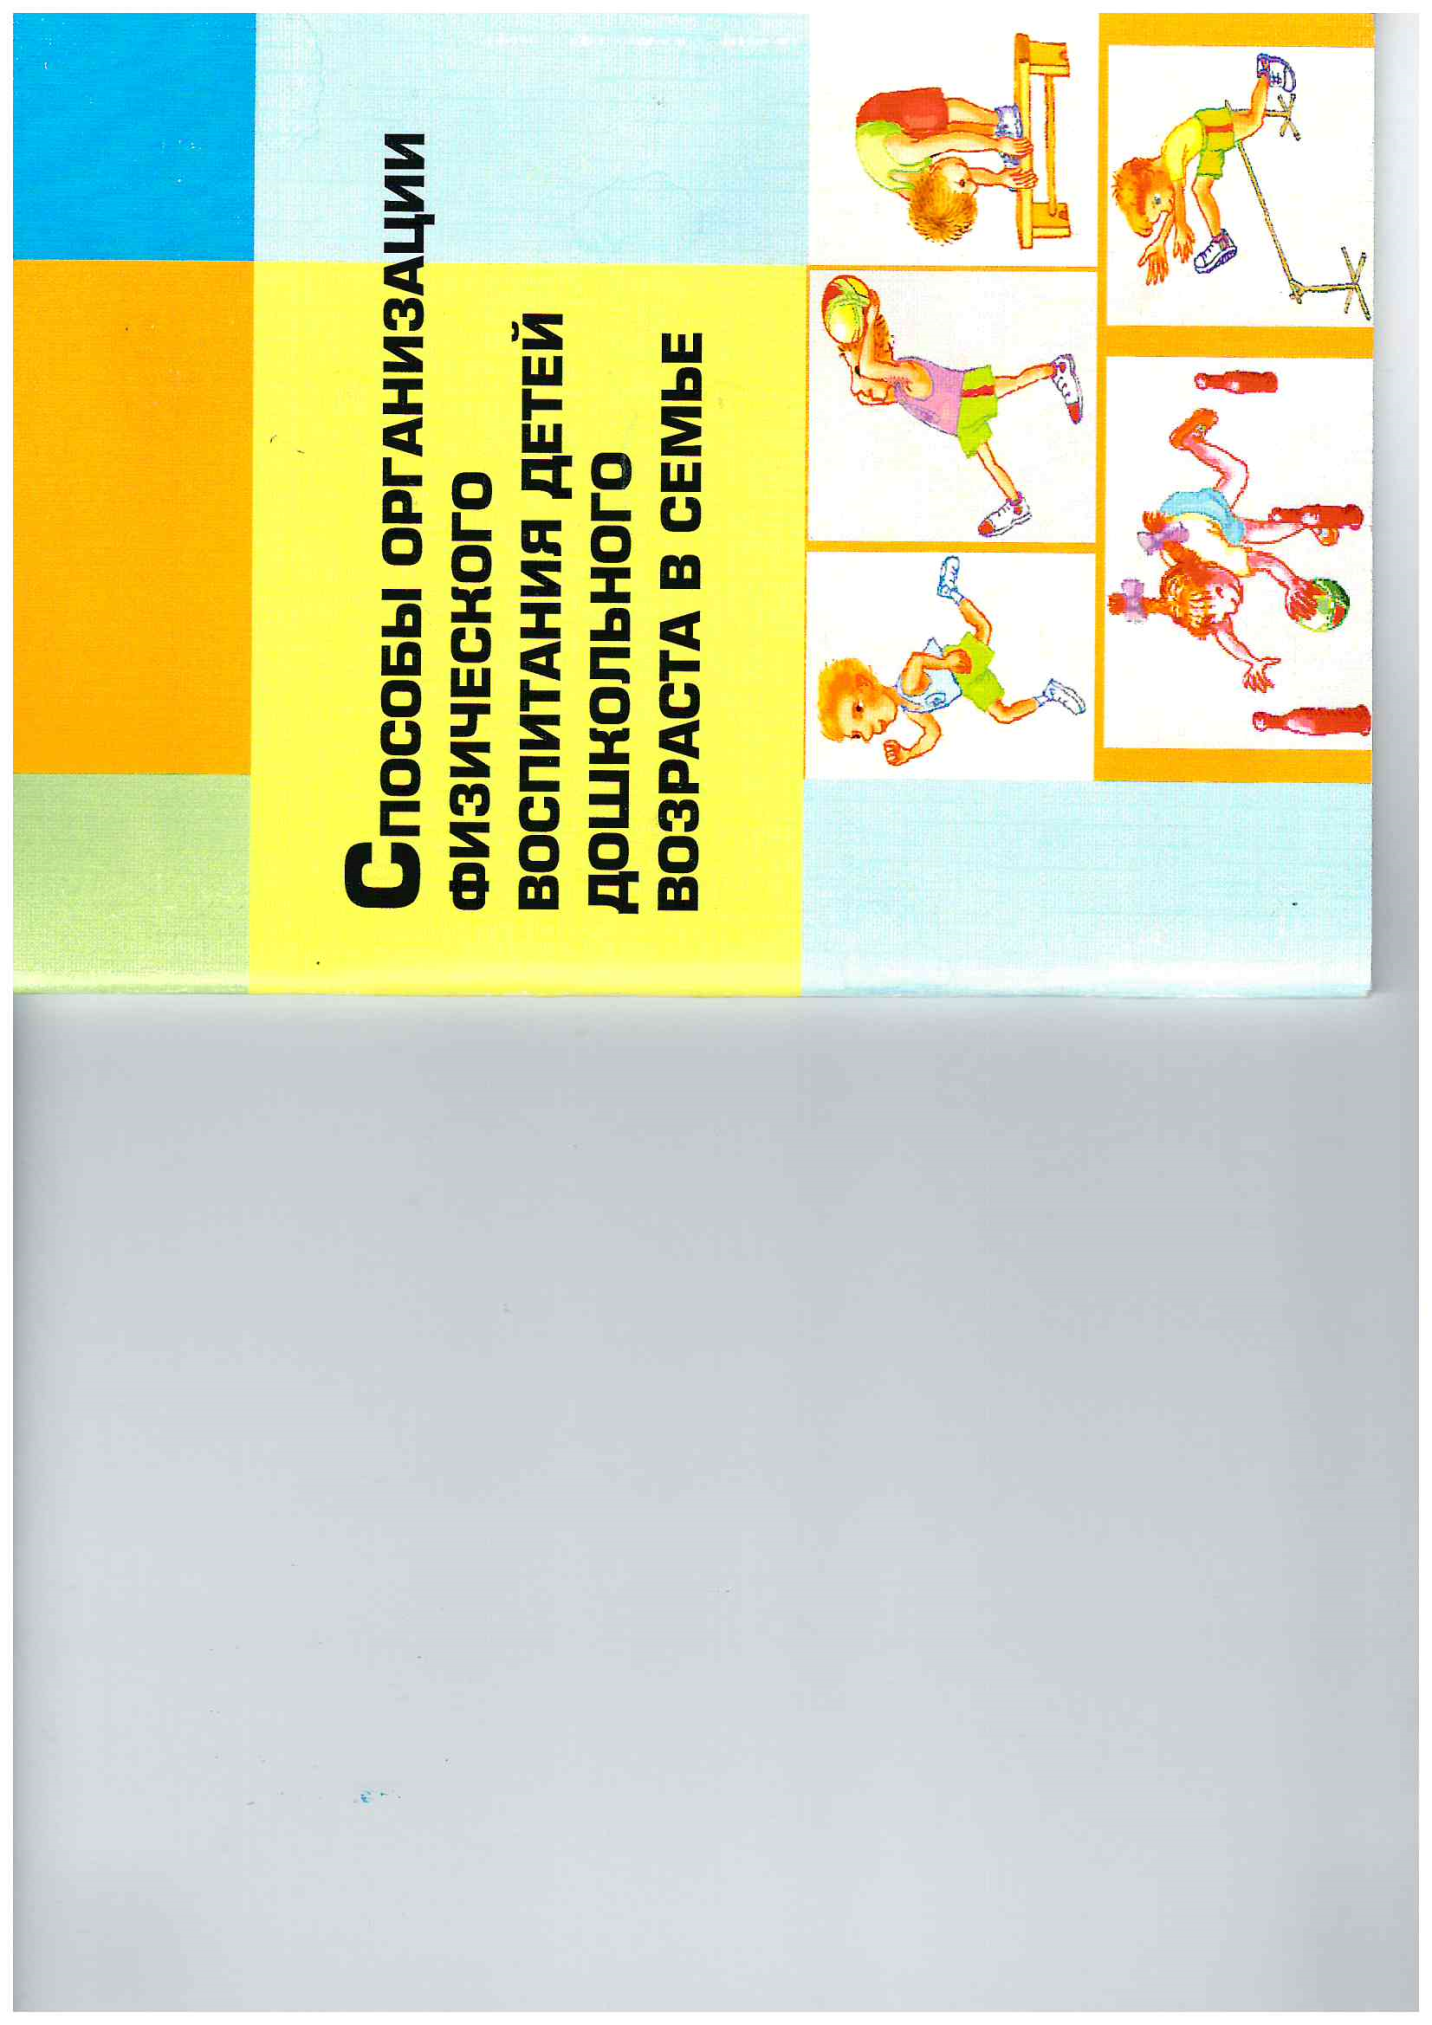 Способы организации
физического
воспитания детей
дошкольного
возраста в семье